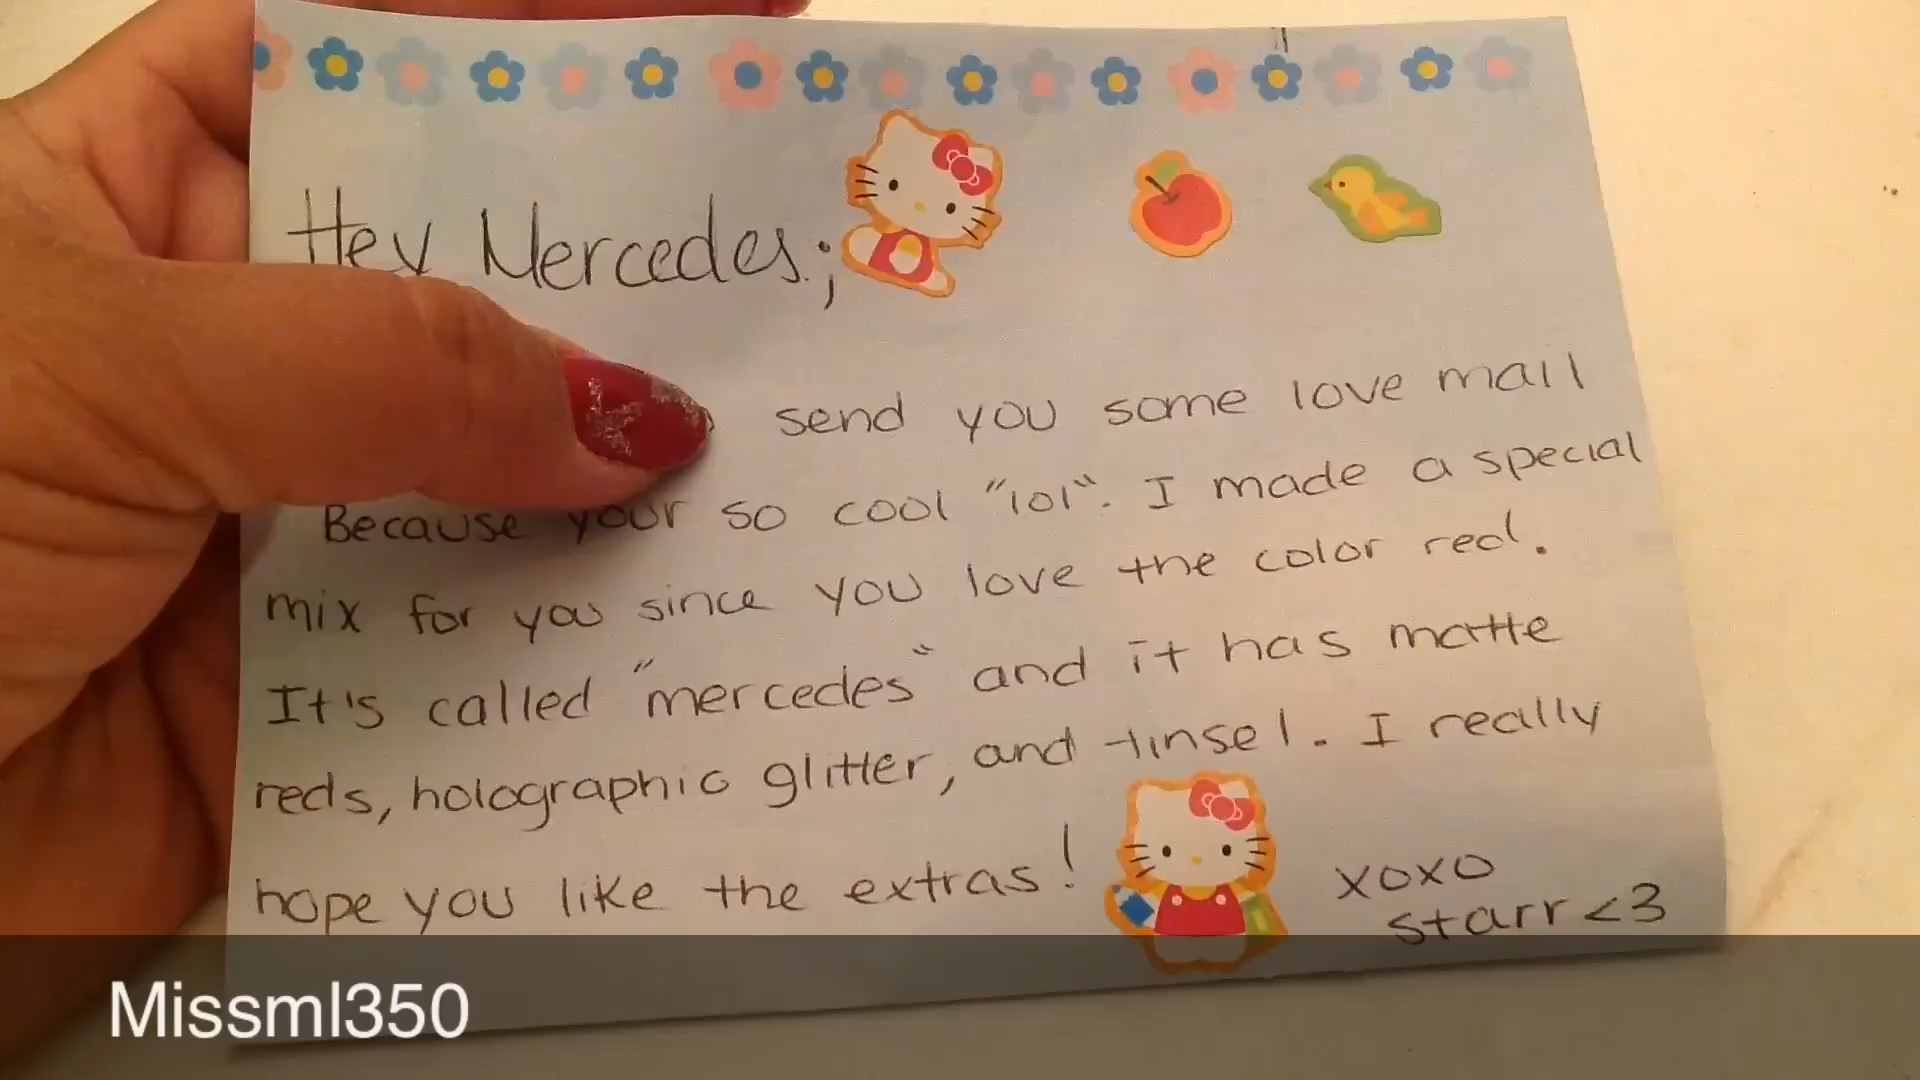 Hey Mercedes;
send you some love mail
Because your so cool "lol". I made a special
mix for you since you love the color red.
It's called "mercedes" and it has matte
reds, holographic glitter, and tinsel. I really
hope you like the extras!
xoxo
starr <3
Missml350